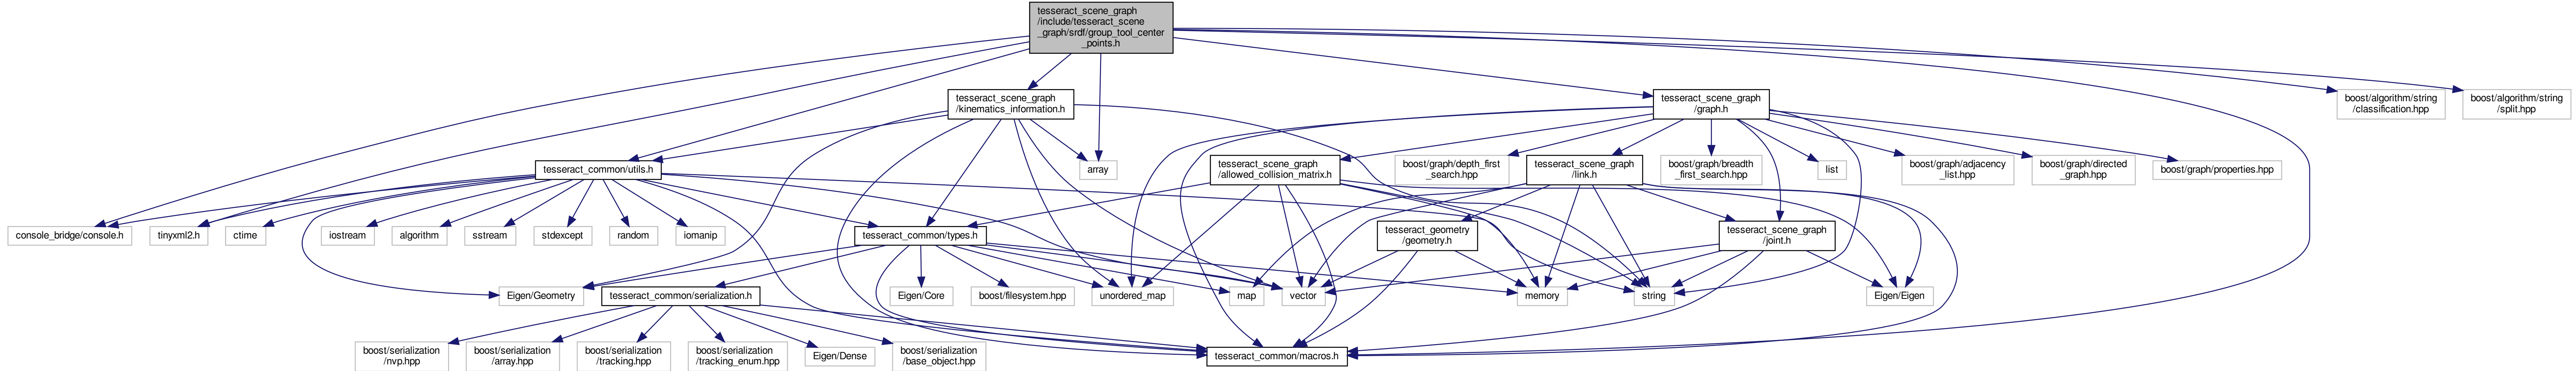 tesseract_scene_graph
/include/tesseract_scene
_graph/srdf/group_tool_center
_points.h
tesseract_scene_graph
/kinematics_information.h
tesseract_scene_graph
/graph.h
boost/algorithm/string
/classification.hpp
boost/algorithm/string
/split.hpp
tesseract_common/utils.h
array
tesseract_scene_graph
/allowed_collision_matrix.h
boost/graph/depth_first
_search.hpp
tesseract_scene_graph
/link.h
boost/graph/breadth
_first_search.hpp
list
boost/graph/adjacency
_list.hpp
boost/graph/directed
_graph.hpp
boost/graph/properties.hpp
console_bridge/console.h
tinyxml2.h
ctime
iostream
algorithm
sstream
stdexcept
random
iomanip
tesseract_common/types.h
tesseract_geometry
/geometry.h
tesseract_scene_graph
/joint.h
Eigen/Geometry
tesseract_common/serialization.h
Eigen/Core
boost/filesystem.hpp
unordered_map
map
vector
memory
string
Eigen/Eigen
boost/serialization
/nvp.hpp
boost/serialization
/array.hpp
boost/serialization
/tracking.hpp
boost/serialization
/tracking_enum.hpp
Eigen/Dense
boost/serialization
/base_object.hpp
tesseract_common/macros.h